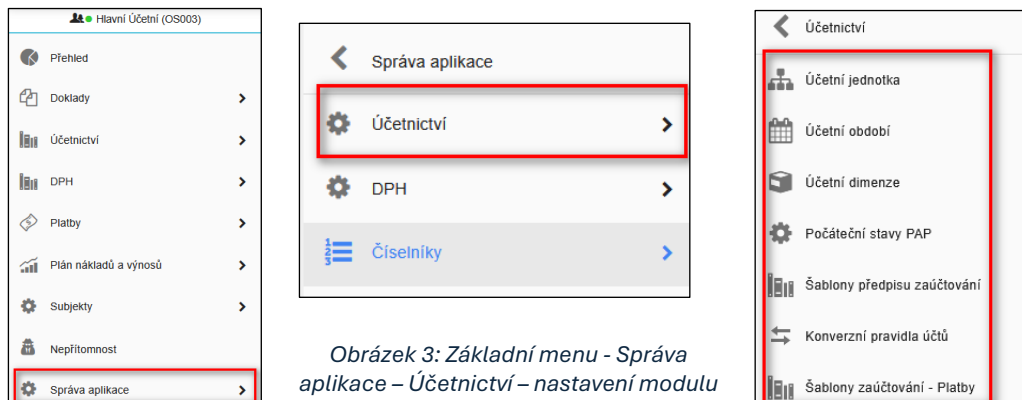 Hlavní Účetní (OS003)
Přehled
Doklady
Účetnictví
DPH
Platby
Plán nákladů a výnosů
Subjekty
Nepřítomnost
Správa aplikace
Správa aplikace
Účetnictví
DPH
Číselníky
Obrázek 3: Základní menu - Správa
aplikace – Účetnictví – nastavení modulu
Účetnictví
Účetní jednotka
Účetní období
Účetní dimenze
Počáteční stavy PAP
Šablony předpisu zaúčtování
Konverzní pravidla účtů
Šablony zaúčtování - Platby